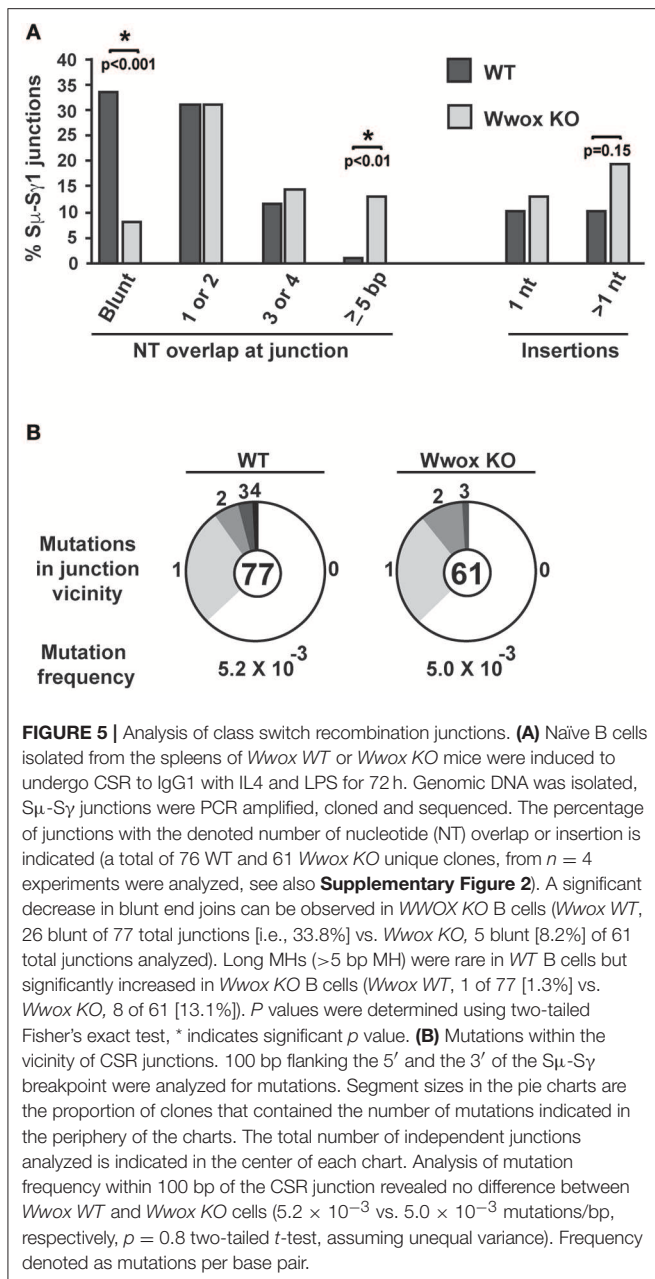 A
*
p<0.001
% Sμ-Sγ1 junctions
40
35
30
25
20
15
10
5
0
WT
Wwox KO
*
p<0.01
p=0.15
Blunt
1 or 2
3 or 4
≥5 bp
1 nt
>1 nt
NT overlap at junction
Insertions
B
WT
Wwox KO
Mutations
in junction
vicinity
1
2
3
4
0
77
1
2
3
0
61
Mutation
frequency
5.2 X 10-3
5.0 X 10-3
FIGURE 5 | Analysis of class switch recombination junctions. (A) Naïve B cells
isolated from the spleens of Wwox WT or Wwox KO mice were induced to
undergo CSR to IgG1 with IL4 and LPS for 72 h. Genomic DNA was isolated,
Sμ-Sγ junctions were PCR amplified, cloned and sequenced. The percentage
of junctions with the denoted number of nucleotide (NT) overlap or insertion is
indicated (a total of 76 WT and 61 Wwox KO unique clones, from n = 4
experiments were analyzed, see also Supplementary Figure 2). A significant
decrease in blunt end joins can be observed in WWOX KO B cells (Wwox WT,
26 blunt of 77 total junctions [i.e., 33.8%] vs. Wwox KO, 5 blunt [8.2%] of 61
total junctions analyzed). Long MHs (>5 bp MH) were rare in WT B cells but
significantly increased in Wwox KO B cells (Wwox WT, 1 of 77 [1.3%] vs.
Wwox KO, 8 of 61 [13.1%]). P values were determined using two-tailed
Fisher's exact test, * indicates significant p value. (B) Mutations within the
vicinity of CSR junctions. 100 bp flanking the 5′ and the 3′ of the Sμ-Sγ
breakpoint were analyzed for mutations. Segment sizes in the pie charts are
the proportion of clones that contained the number of mutations indicated in
the periphery of the charts. The total number of independent junctions
analyzed is indicated in the center of each chart. Analysis of mutation
frequency within 100 bp of the CSR junction revealed no difference between
Wwox WT and Wwox KO cells (5.2 × 10−3 vs. 5.0 × 10−3 mutations/bp,
respectively, p = 0.8 two-tailed t-test, assuming unequal variance). Frequency
denoted as mutations per base pair.